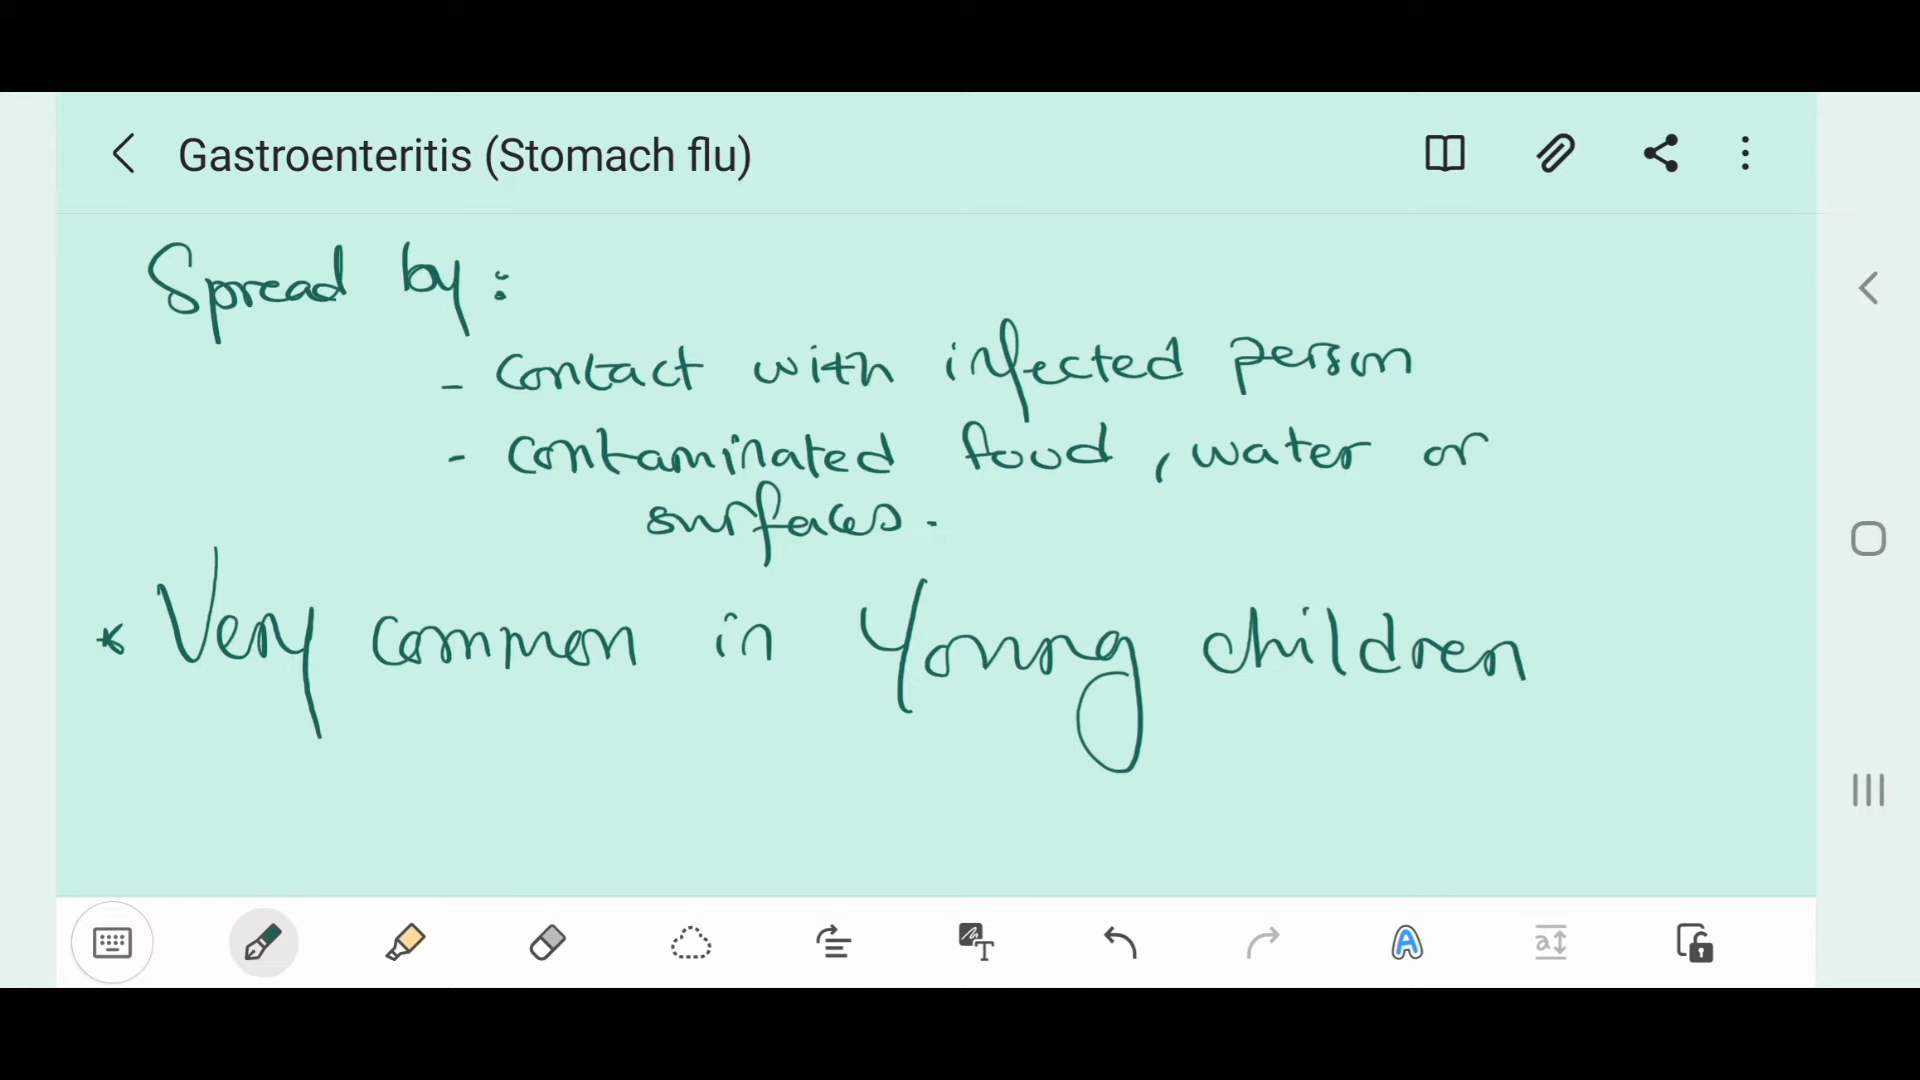 Gastroenteritis (Stomach flu)
Spread by:
- contact with infected person
- contaminated food, water or
surfaces.
* Very common in Young children